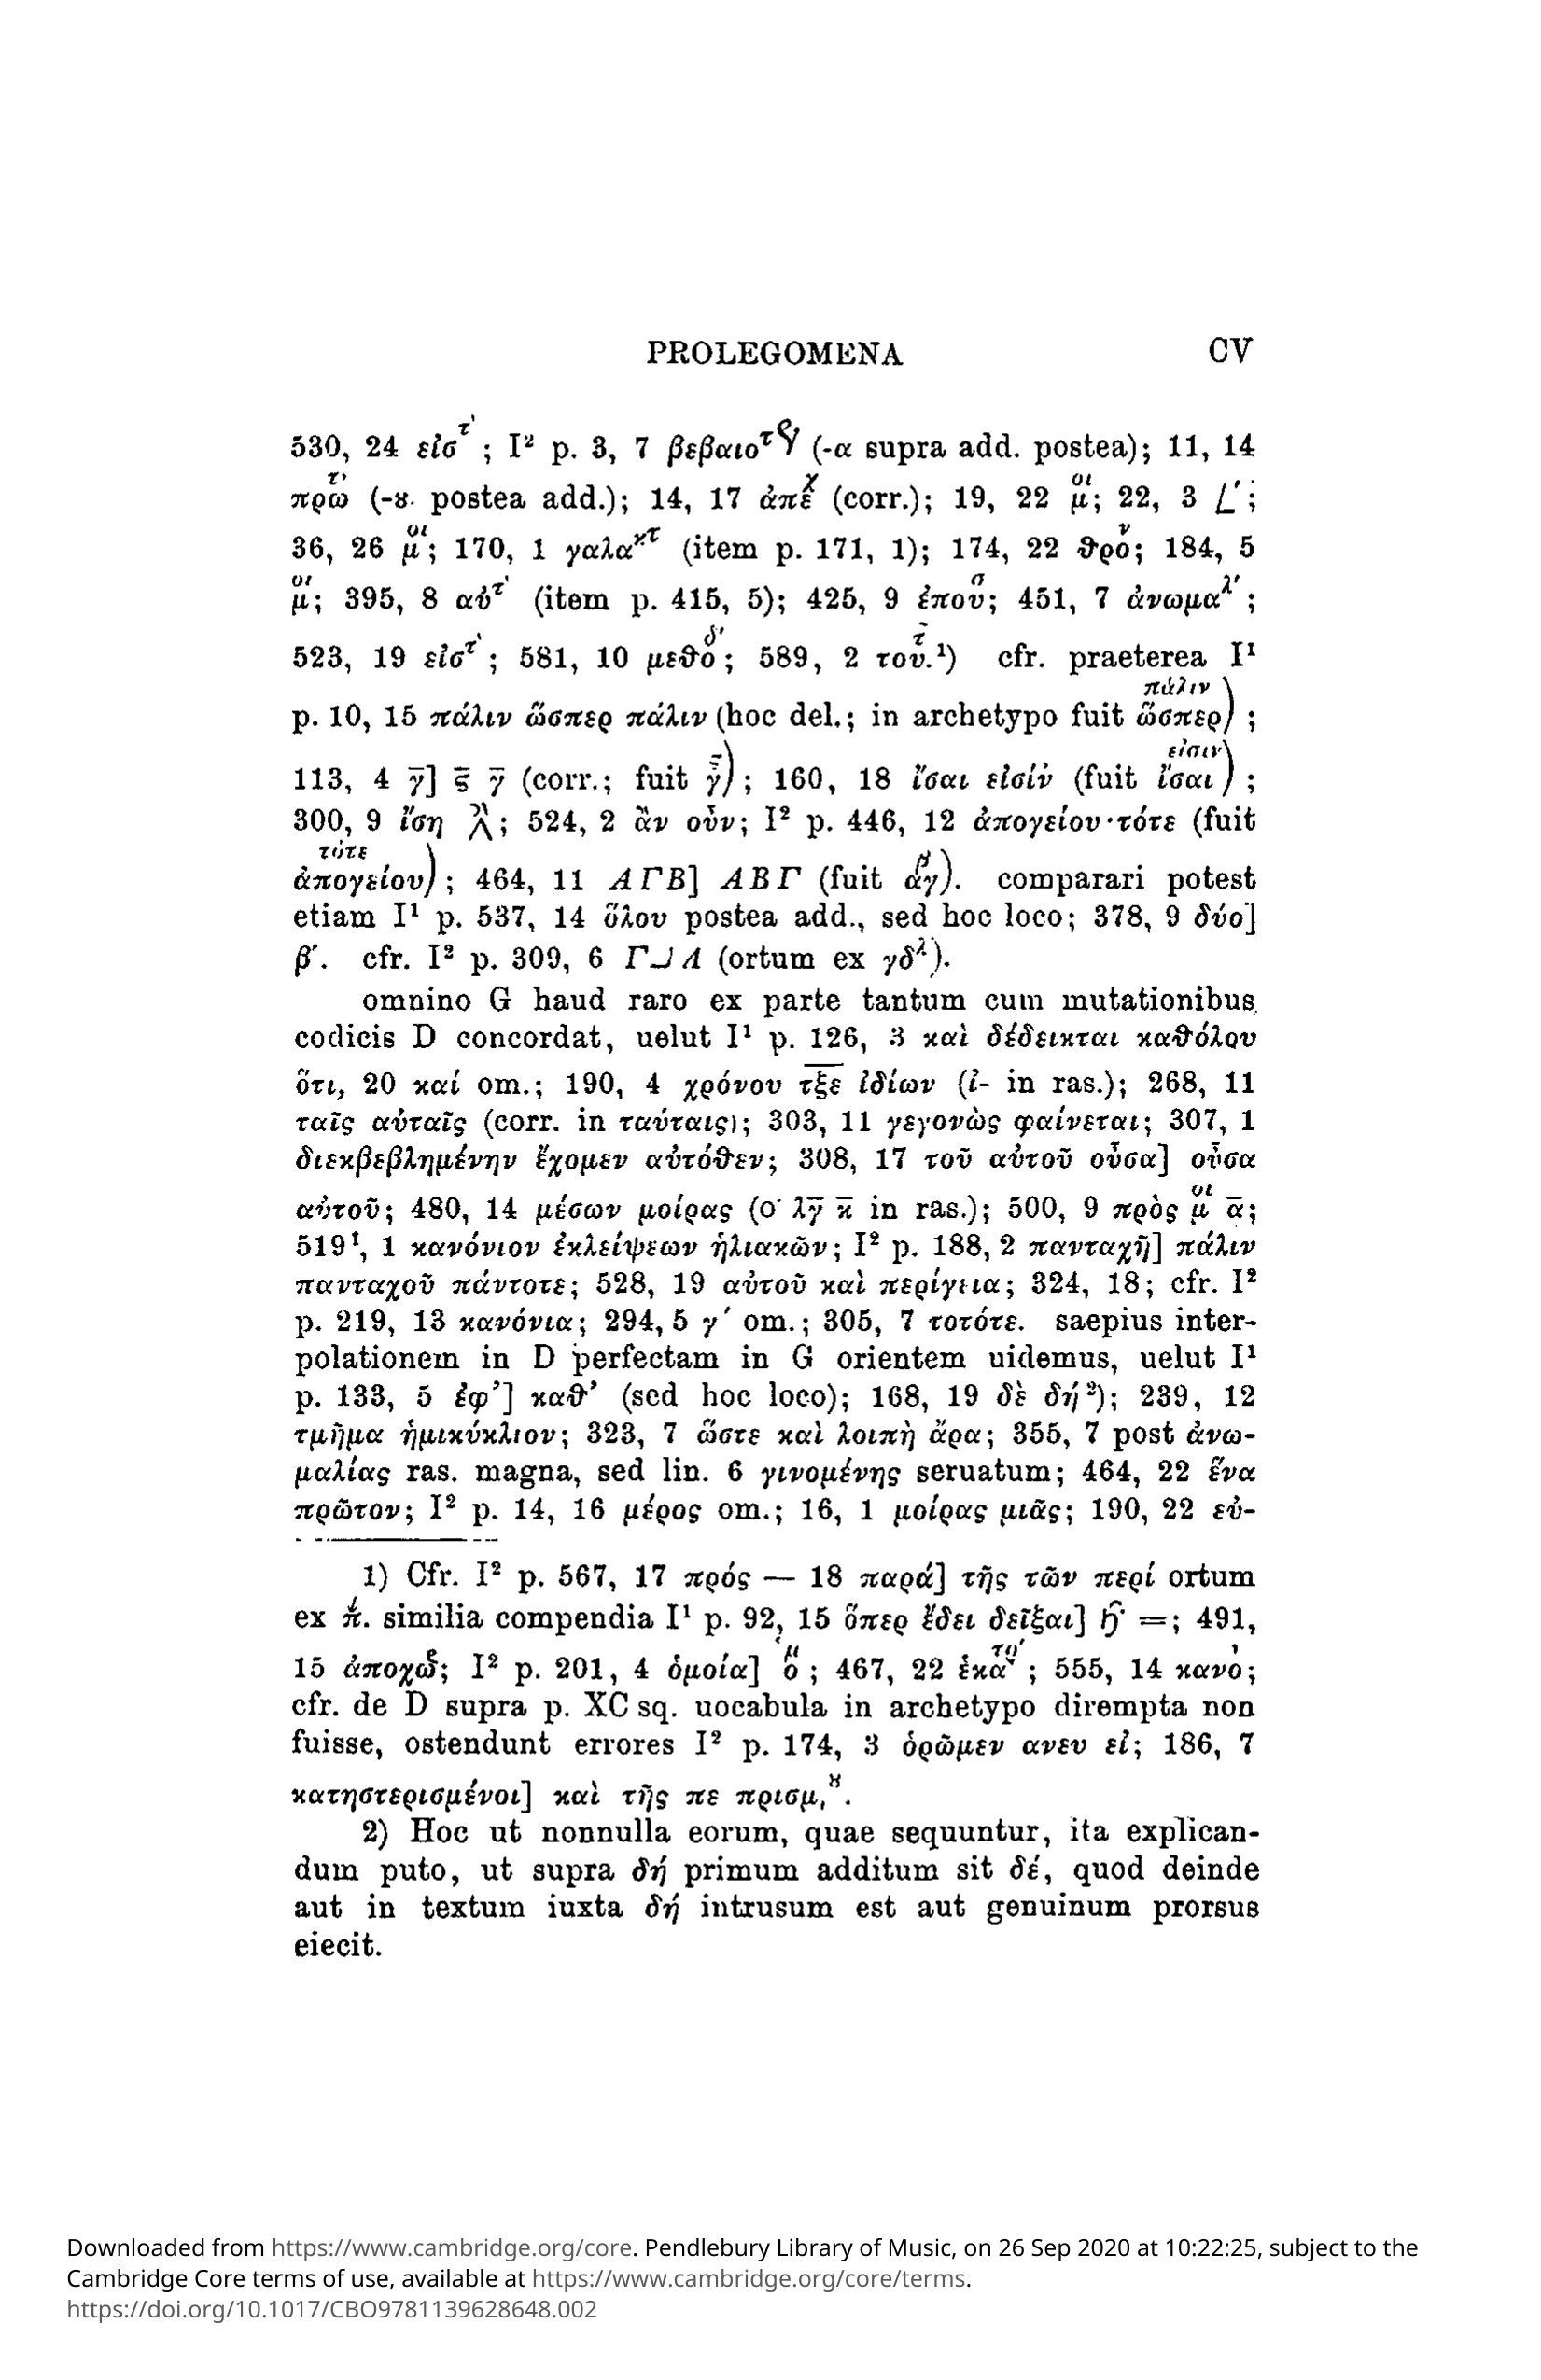 PROLEGOMENA CV
530, 24 εἰσ^τ̀ ; I² p. 3, 7 βεβαιοτ (-α supra add. postea); 11, 14
πρω^τ· (-ȣ. postea add.); 14, 17 ἀπε^χ (corr.); 19, 22 μ^οι; 22, 3 ∠′;
36, 26 μ^οι; 170, 1 γαλα^κτ (item p. 171, 1); 174, 22 θρό^ν; 184, 5
μ^οι; 395, 8 αὐ^τ̀ (item p. 415, 5); 425, 9 ἐπου^σ; 451, 7 ἀνωμα^λ′;
523, 19 εἰσ^τ̀; 581, 10 μεθο^δ′; 589, 2 του^τ̀.¹) cfr. praeterea I¹
p. 10, 15 πάλιν ὥσπερ πάλιν (hoc del.; in archetypo fuit ὥσπερ^πάλιν);
113, 4 γ̅] ϛ̅ γ̅ (corr.; fuit γ^ϛ̅); 160, 18 ἴσαι εἰσίν (fuit ἴσαι^εἰσιν);
300, 9 ἴση; 524, 2 ἂν οὖν; I² p. 446, 12 ἀπογείου·τότε (fuit
ἀπογείου^τότε); 464, 11 ΑΓΒ] ΑΒΓ (fuit α^βγ). comparari potest
etiam I¹ p. 537, 14 ὅλου postea add., sed hoc loco; 378, 9 δύο]
β′. cfr. I² p. 309, 6 Γ⅃Λ (ortum ex γδ^λ).
omnino G haud raro ex parte tantum cum mutationibus
codicis D concordat, uelut I¹ p. 126, 3 καὶ δέδεικται καθόλου
ὅτι, 20 καί om.; 190, 4 χρόνου τ̅ξ̅ε̅ ἰδίων (ἰ- in ras.); 268, 11
ταῖς αὐταῖς (corr. in ταύταις); 303, 11 γεγονὼς φαίνεται; 307, 1
διεκβεβλημένην ἔχομεν αὐτόθεν; 308, 17 τοῦ αὐτοῦ οὖσα] οὖσα
αὐτοῦ; 480, 14 μέσων μοίρας (ο· λγ̅ κ̅ in ras.); 500, 9 πρὸς μ^οι α̅;
519¹, 1 κανόνιον ἐκλείψεων ἡλιακῶν; I² p. 188, 2 πανταχῇ] πάλιν
πανταχοῦ πάντοτε; 528, 19 αὐτοῦ καὶ περίγεια; 324, 18; cfr. I²
p. 219, 13 κανόνια; 294, 5 γ′ om.; 305, 7 τοτότε. saepius inter-
polationem in D perfectam in G orientem uidemus, uelut I¹
p. 133, 5 ἐφ’] καθ’ (sed hoc loco); 168, 19 δὲ δή²); 239, 12
τμῆμα ἡμικύκλιον; 323, 7 ὥστε καὶ λοιπὴ ἄρα; 355, 7 post ἀνω-
μαλίας ras. magna, sed lin. 6 γινομένης seruatum; 464, 22 ἕνα
πρῶτον; I² p. 14, 16 μέρος om.; 16, 1 μοίρας μιᾶς; 190, 22 εὐ-
1) Cfr. I² p. 567, 17 πρός — 18 παρά] τῆς τῶν περί ortum
ex π. similia compendia I¹ p. 92, 15 ὅπερ ἔδει δεῖξαι] =; 491,
15 ἀποχω; I² p. 201, 4 ὁμοία] ὁ^μ; 467, 22 ἑκα; 555, 14 κανὀ;
cfr. de D supra p. XC sq. uocabula in archetypo dirempta non
fuisse, ostendunt errores I² p. 174, 3 ὁρῶμεν ανευ εἰ; 186, 7
κατηστερισμένοι] καὶ τῆς πε πρισμ,^ϰ.
2) Hoc ut nonnulla eorum, quae sequuntur, ita explican-
dum puto, ut supra δή primum additum sit δέ, quod deinde
aut in textum iuxta δή intrusum est aut genuinum prorsus
eiecit.
Downloaded from https://www.cambridge.org/core. Pendlebury Library of Music, on 26 Sep 2020 at 10:22:25, subject to the
Cambridge Core terms of use, available at https://www.cambridge.org/core/terms.
https://doi.org/10.1017/CBO9781139628648.002